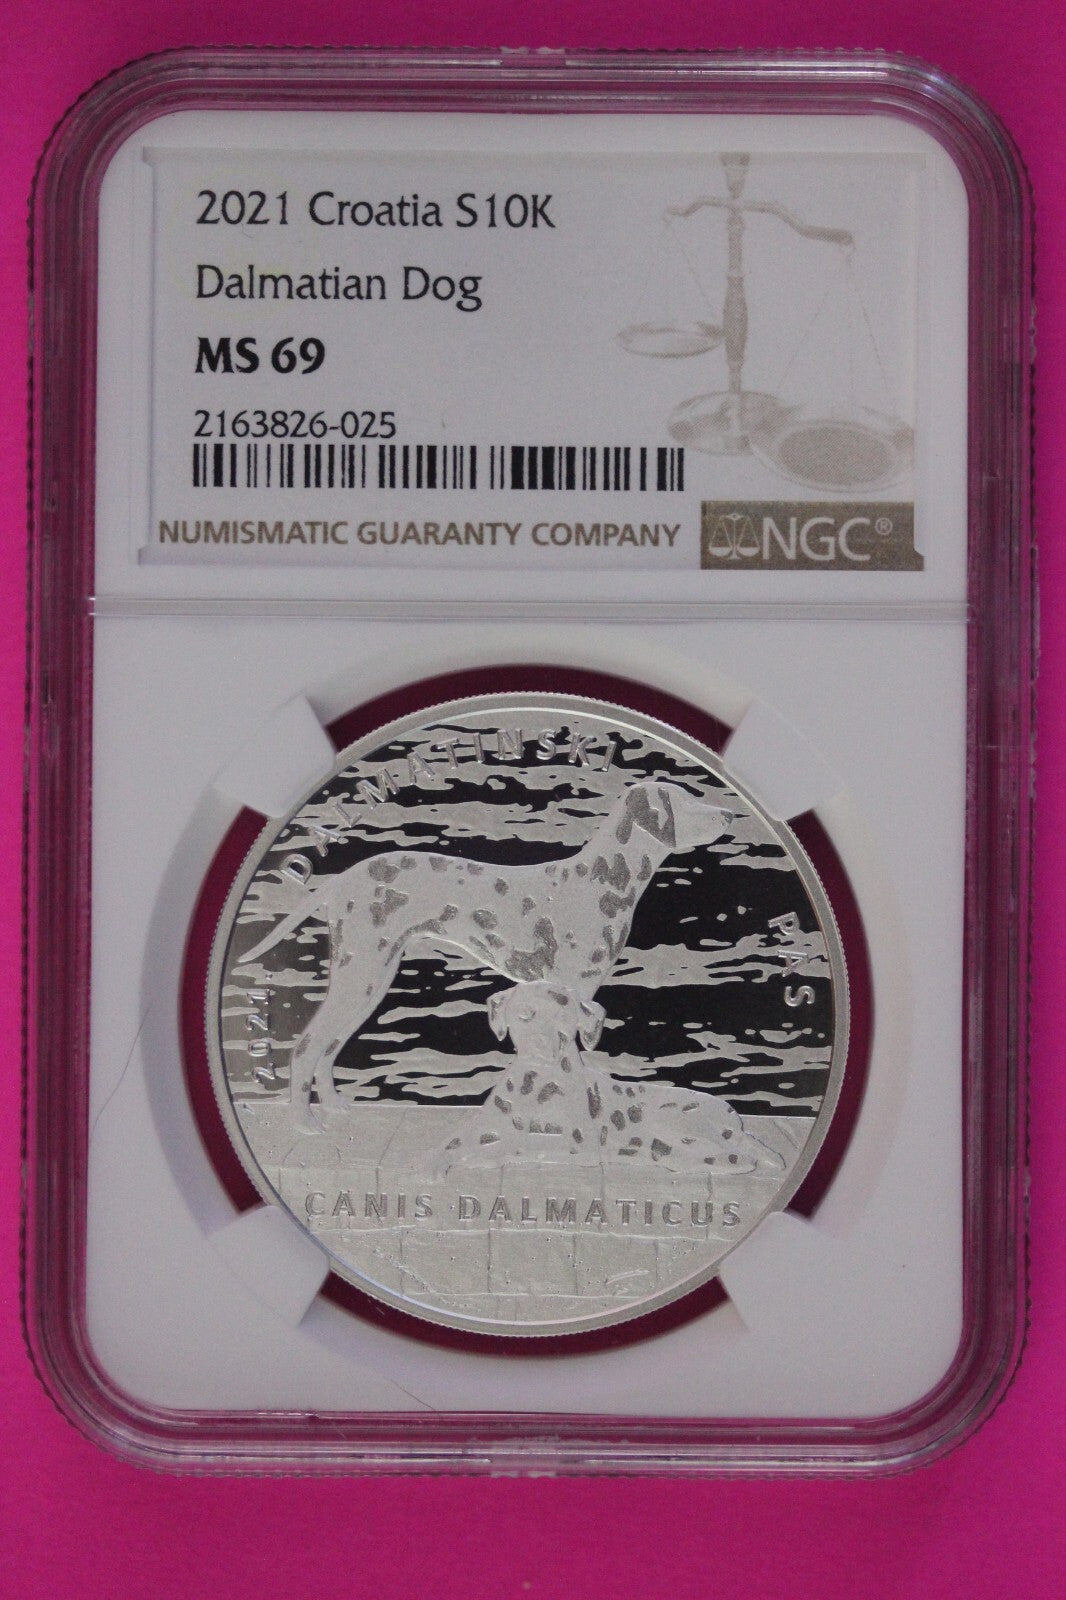 2021 Croatia S10K
Dalmatian Dog
MS 69
2163826-025
NUMISMATIC GUARANTY COMPANY
NGC®
DALMATINSKI
PAS
2021.
CANIS DALMATICUS